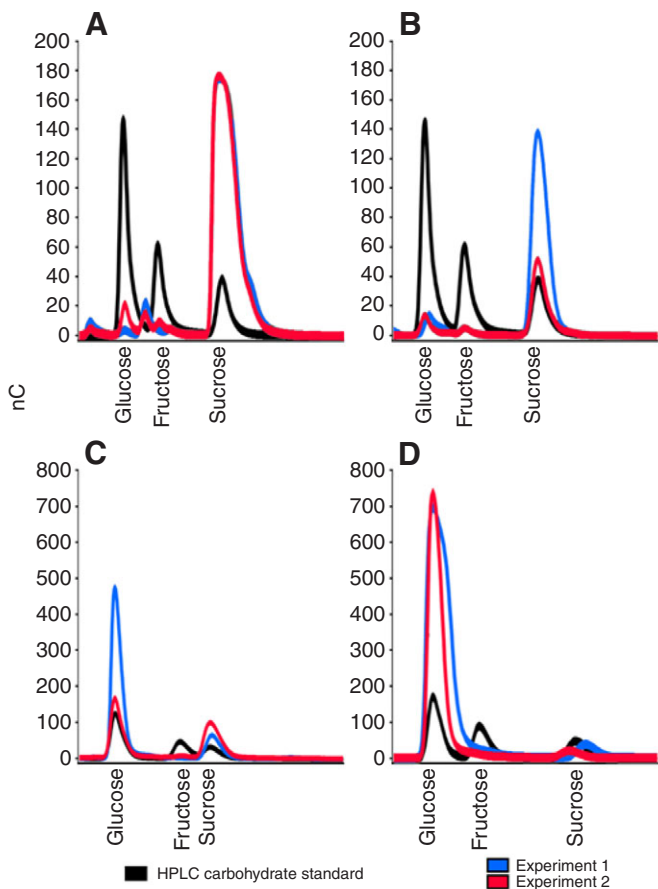 A
200
180
160
140
120
100
80
60
40
20
0
Glucose
Fructose
Sucrose
B
200
180
160
140
120
100
80
60
40
20
0
Glucose
Fructose
Sucrose
nC
C
800
700
600
500
400
300
200
100
0
Glucose
Fructose
Sucrose
D
800
700
600
500
400
300
200
100
0
Glucose
Fructose
Sucrose
HPLC carbohydrate standard
Experiment 1
Experiment 2